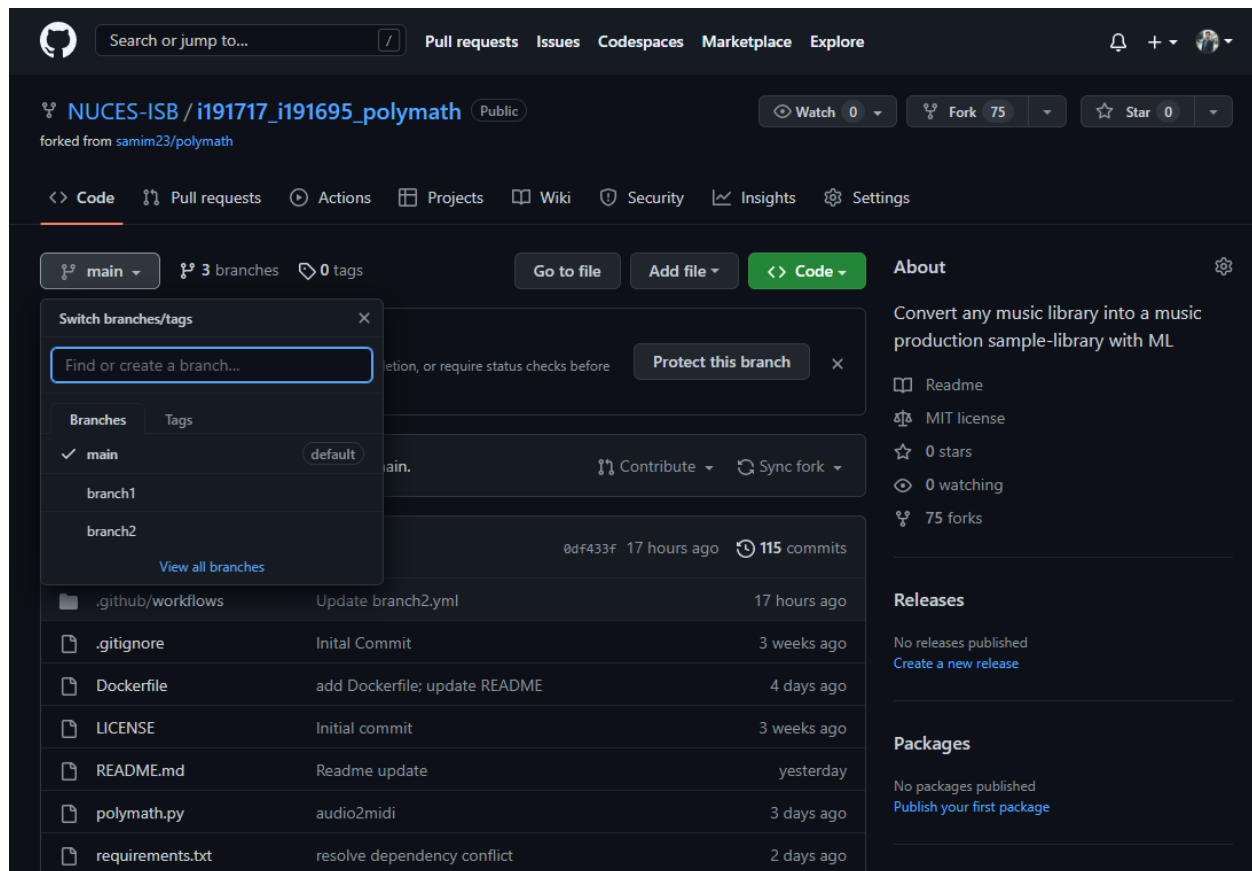 Search or jump to... / Pull requests Issues Codespaces Marketplace Explore
NUCES-ISB / i191717_i191695_polymath Public Watch 0 Fork 75 Star 0
forked from samim23/polymath
<> Code Pull requests Actions Projects Wiki Security Insights Settings
main 3 branches 0 tags Go to file Add file <> Code
Switch branches/tags
Find or create a branch...
Branches Tags
main default
branch1
branch2
View all branches
letion, or require status checks before Protect this branch
ain. Contribute Sync fork
0df433f 17 hours ago 115 commits
.github/workflows Update branch2.yml 17 hours ago
.gitignore Inital Commit 3 weeks ago
Dockerfile add Dockerfile; update README 4 days ago
LICENSE Initial commit 3 weeks ago
README.md Readme update yesterday
polymath.py audio2midi 3 days ago
requirements.txt resolve dependency conflict 2 days ago
About
Convert any music library into a music
production sample-library with ML
Readme
MIT license
0 stars
0 watching
75 forks
Releases
No releases published
Create a new release
Packages
No packages published
Publish your first package